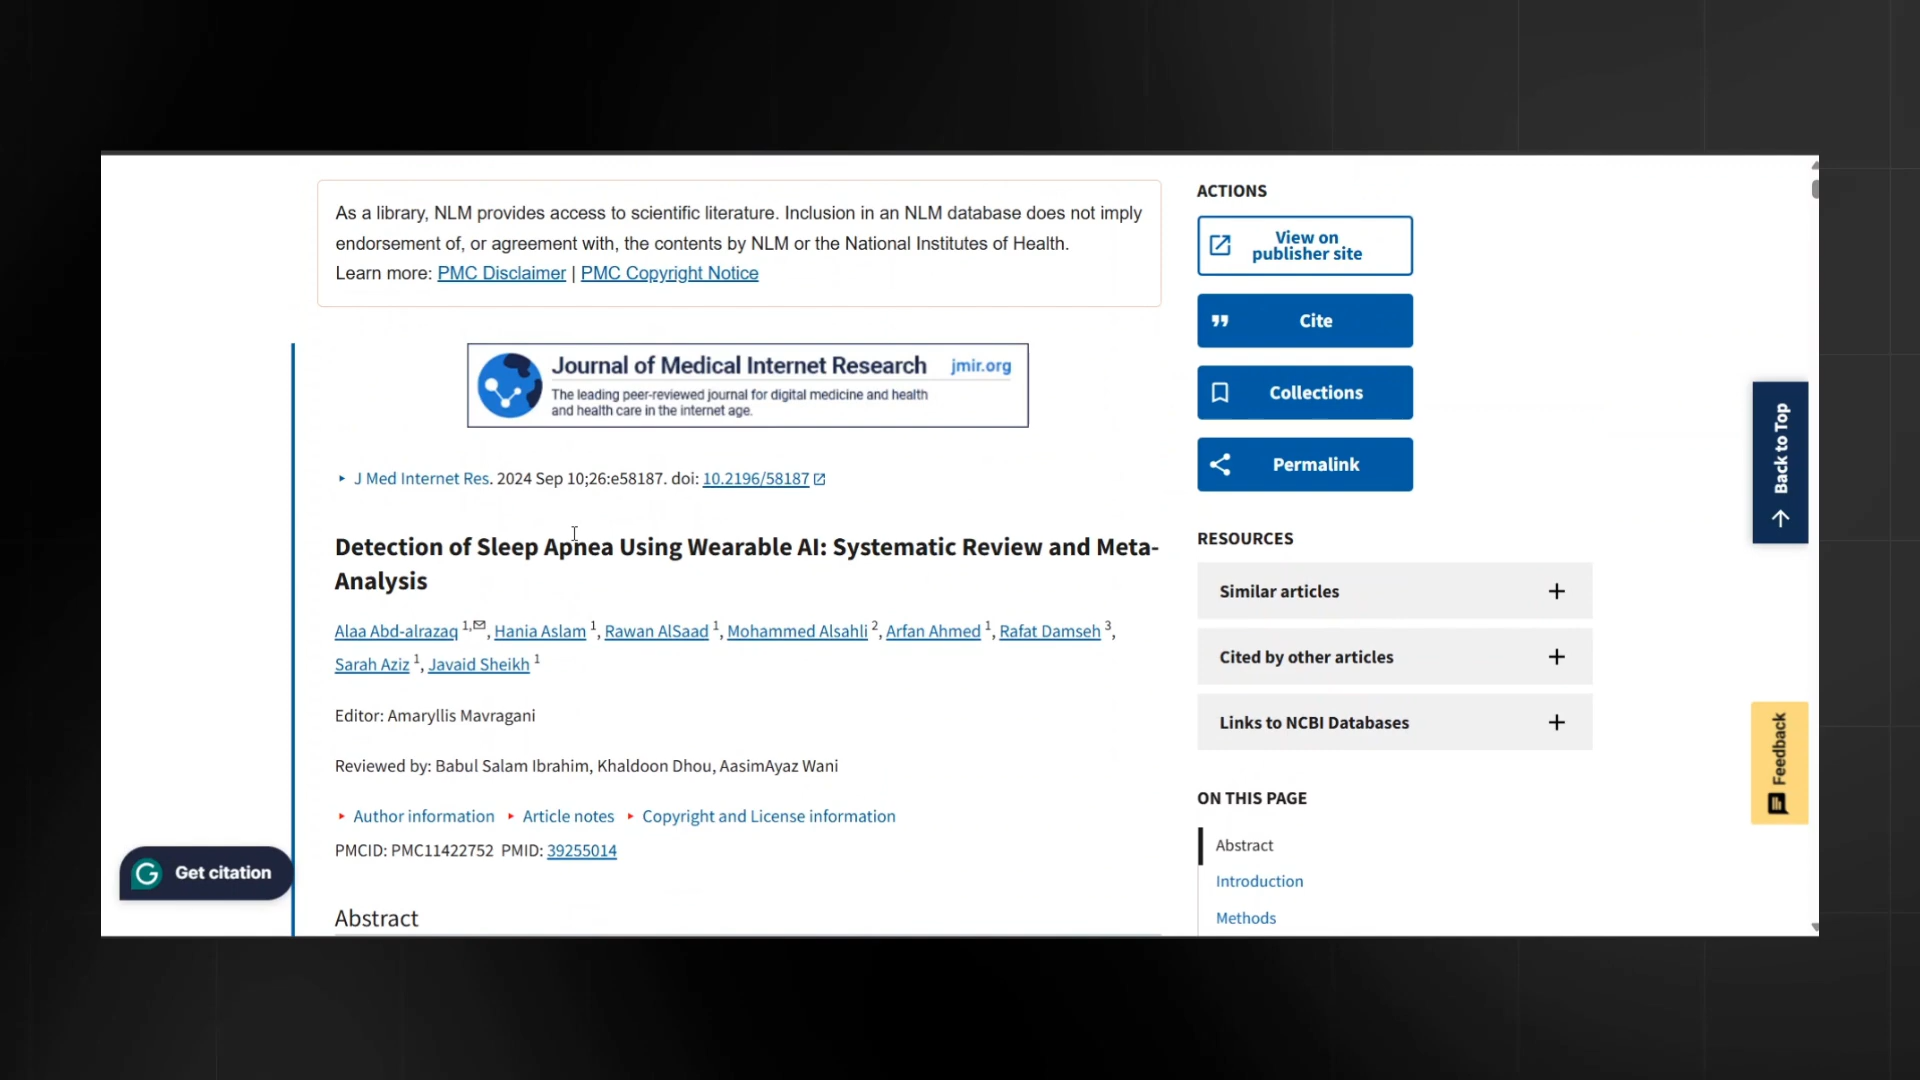 As a library, NLM provides access to scientific literature. Inclusion in an NLM database does not imply
endorsement of, or agreement with, the contents by NLM or the National Institutes of Health.
Learn more: PMC Disclaimer | PMC Copyright Notice
Journal of Medical Internet Research jmir.org
The leading peer-reviewed journal for digital medicine and health
and health care in the internet age.
J Med Internet Res. 2024 Sep 10;26:e58187. doi: 10.2196/58187
Detection of Sleep Apnea Using Wearable AI: Systematic Review and Meta-
Analysis
Alaa Abd-alrazaq 1,✉, Hania Aslam 1, Rawan AlSaad 1, Mohammed Alsahli 2, Arfan Ahmed 1, Rafat Damseh 3,
Sarah Aziz 1, Javaid Sheikh 1
Editor: Amaryllis Mavragani
Reviewed by: Babul Salam Ibrahim, Khaldoon Dhou, AasimAyaz Wani
Author information Article notes Copyright and License information
PMCID: PMC11422752 PMID: 39255014
Abstract
Get citation
ACTIONS
View on
publisher site
Cite
Collections
Permalink
RESOURCES
Similar articles
Cited by other articles
Links to NCBI Databases
ON THIS PAGE
Abstract
Introduction
Methods
Back to Top
Feedback